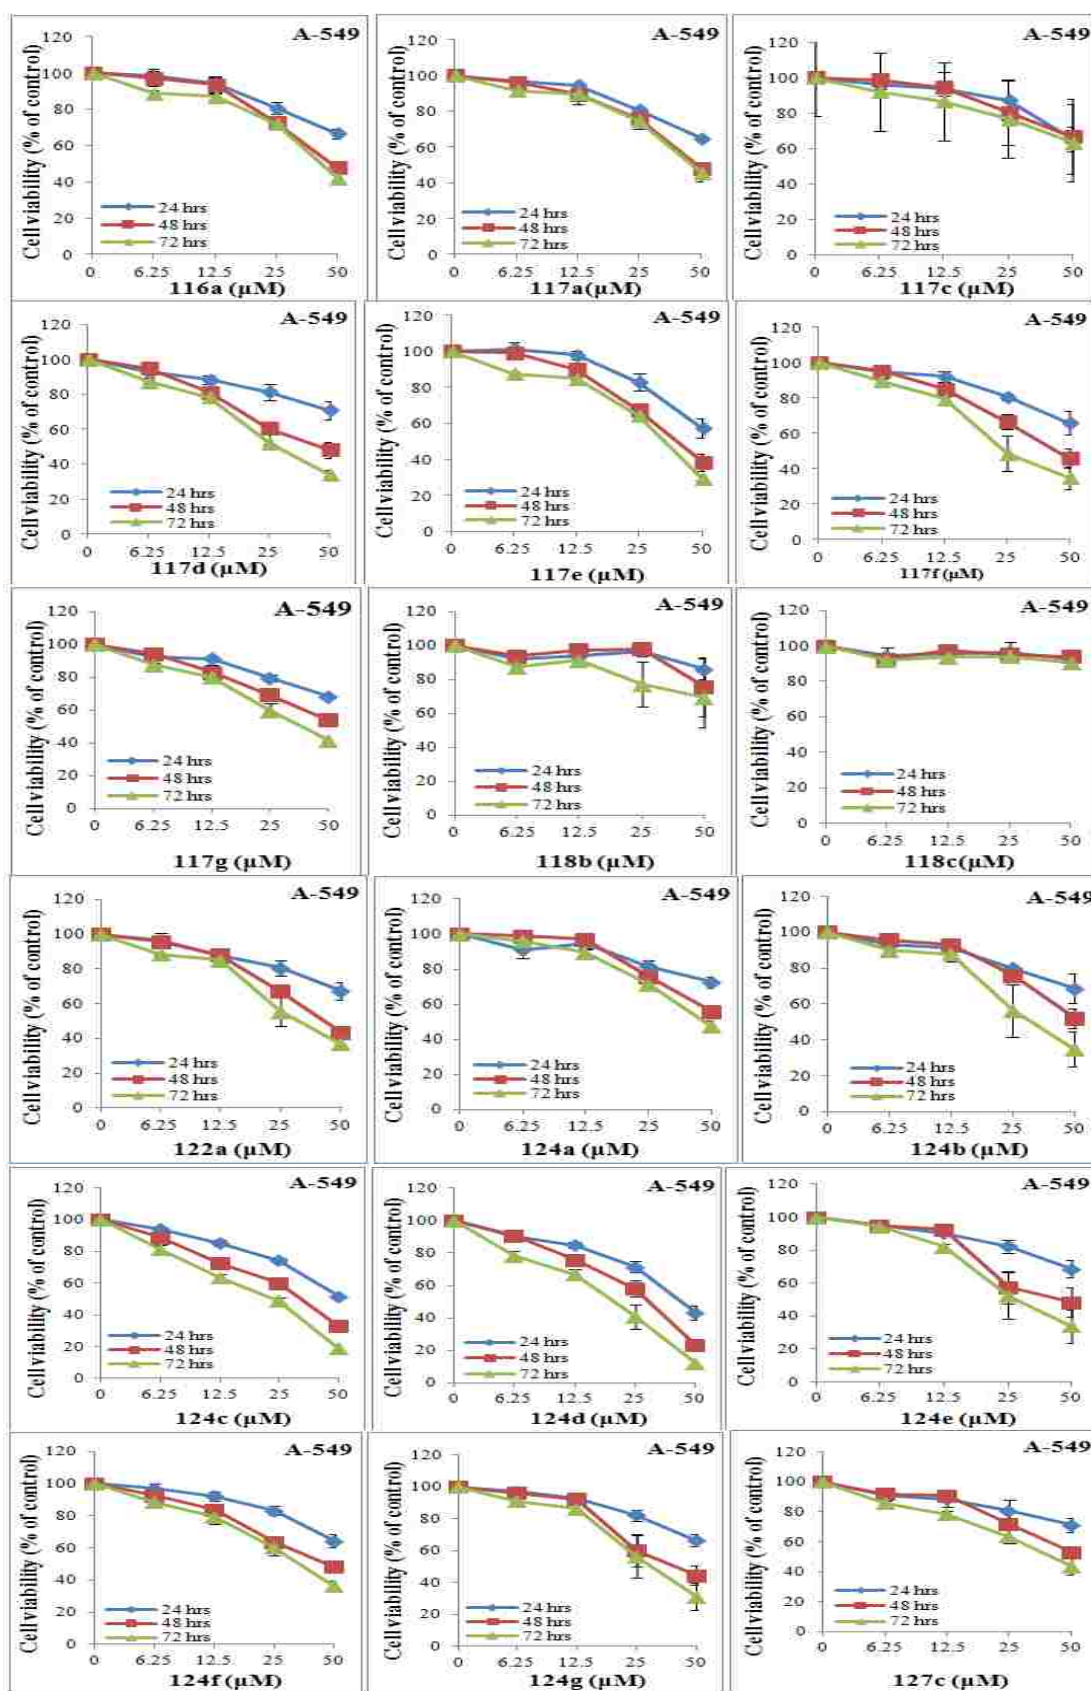 A-549
Cell viability (% of control)
120
100
80
60
40
20
0
24 hrs
48 hrs
72 hrs
0 6.25 12.5 25 50
116a (µM)
A-549
Cell viability (% of control)
120
100
80
60
40
20
0
24 hrs
48 hrs
72 hrs
0 6.25 12.5 25 50
117a(µM)
A-549
Cell viability (% of control)
120
100
80
60
40
20
0
24 hrs
48 hrs
72 hrs
0 6.25 12.5 25 50
117c (µM)
A-549
Cell viability (% of control)
120
100
80
60
40
20
0
24 hrs
48 hrs
72 hrs
0 6.25 12.5 25 50
117d (µM)
A-549
Cell viability (% of control)
120
100
80
60
40
20
0
24 hrs
48 hrs
72 hrs
0 6.25 12.5 25 50
117e (µM)
A-549
Cell viability (% of control)
120
100
80
60
40
20
0
24 hrs
48 hrs
72 hrs
0 6.25 12.5 25 50
117f(µM)
A-549
Cell viability (% of control)
120
100
80
60
40
20
0
24 hrs
48 hrs
72 hrs
0 6.25 12.5 25 50
117g (µM)
A-549
Cell viability (% of control)
120
100
80
60
40
20
0
24 hrs
48 hrs
72 hrs
0 6.25 12.5 25 50
118b (µM)
A-549
Cell viability (% of control)
120
100
80
60
40
20
0
24 hrs
48 hrs
72 hrs
0 6.25 12.5 25 50
118c(µM)
A-549
Cell viability (% of control)
120
100
80
60
40
20
0
24 hrs
48 hrs
72 hrs
0 6.25 12.5 25 50
122a (µM)
A-549
Cell viability (% of control)
120
100
80
60
40
20
0
24 hrs
48 hrs
72 hrs
0 6.25 12.5 25 50
124a (µM)
A-549
Cell viability (% of control)
120
100
80
60
40
20
0
24 hrs
48 hrs
72 hrs
0 6.25 12.5 25 50
124b (µM)
A-549
Cell viability (% of control)
120
100
80
60
40
20
0
24 hrs
48 hrs
72 hrs
0 6.25 12.5 25 50
124c (µM)
A-549
Cell viability (% of control)
120
100
80
60
40
20
0
24 hrs
48 hrs
72 hrs
0 6.25 12.5 25 50
124d (µM)
A-549
Cell viability (% of control)
120
100
80
60
40
20
0
24 hrs
48 hrs
72 hrs
0 6.25 12.5 25 50
124e (µM)
A-549
Cell viability (% of control)
120
100
80
60
40
20
0
24 hrs
48 hrs
72 hrs
0 6.25 12.5 25 50
124f (µM)
A-549
Cell viability (% of control)
120
100
80
60
40
20
0
24 hrs
48 hrs
72 hrs
0 6.25 12.5 25 50
124g (µM)
A-549
Cell viability (% of control)
120
100
80
60
40
20
0
24 hrs
48 hrs
72 hrs
0 6.25 12.5 25 50
127c (µM)